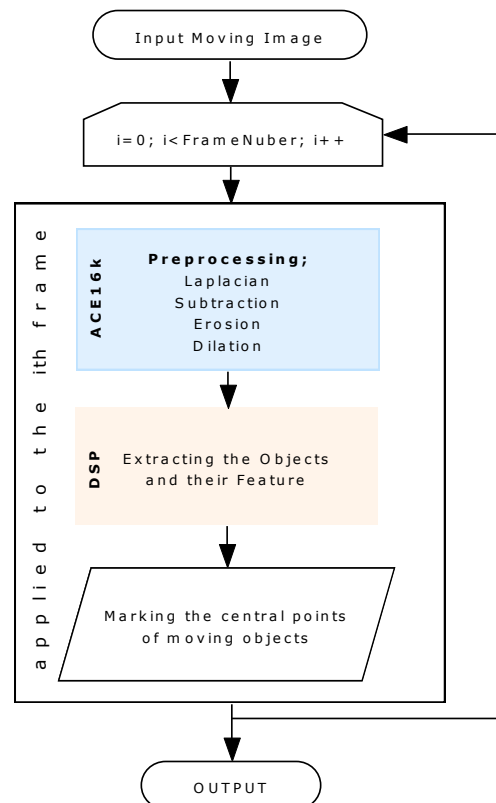 Input Moving Image
i=0; i<FrameNuber; i++
applied to the ith frame
ACE16k
Preprocessing;
Laplacian
Subtraction
Erosion
Dilation
DSP
Extracting the Objects
and their Feature
Marking the central points
of moving objects
OUTPUT